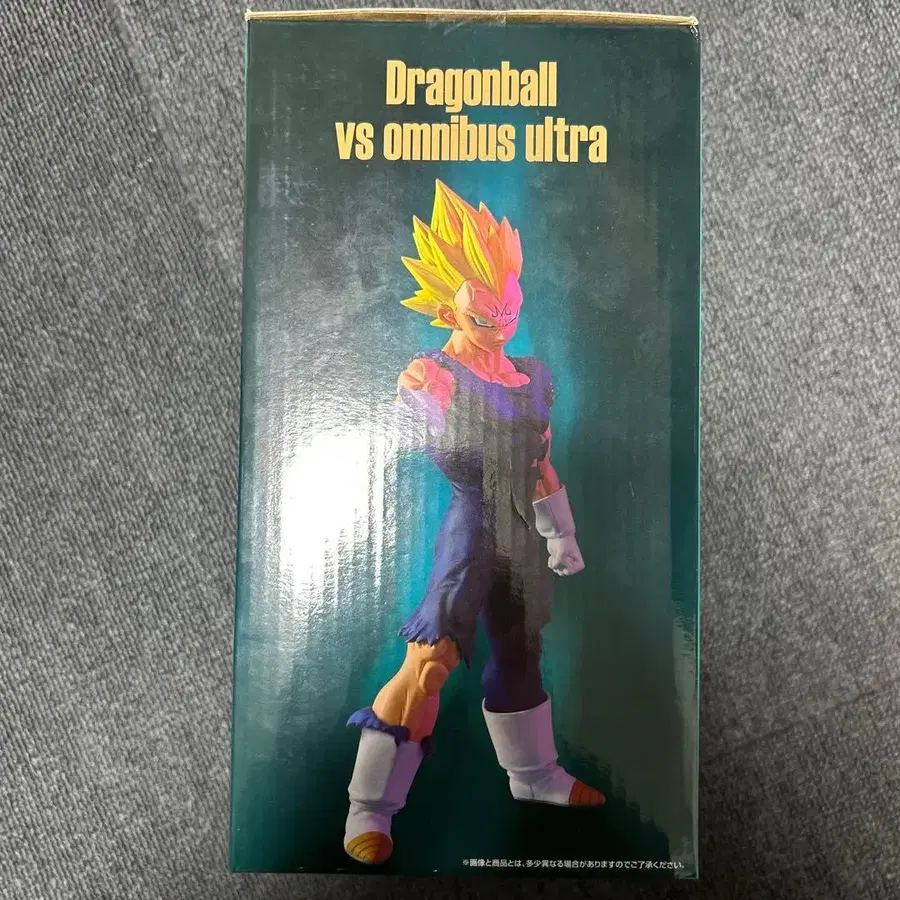 Dragonball
vs omnibus ultra
※画像と商品とは、多少異なる場合がありますのでご了承ください。